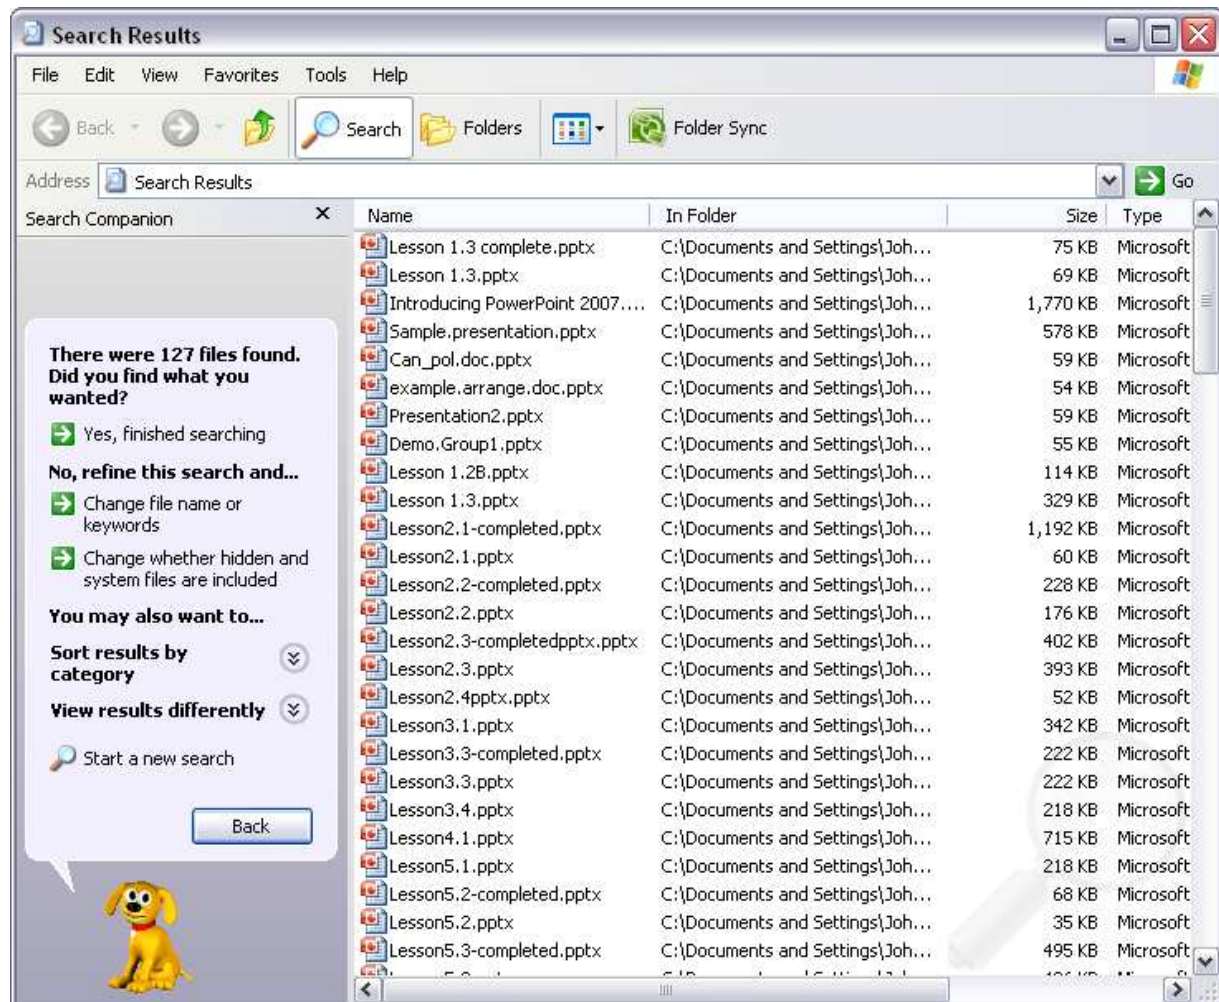 Search Results
File Edit View Favorites Tools Help
Back Search Folders Folder Sync
Address Search Results Go
Search Companion
There were 127 files found.
Did you find what you
wanted?
Yes, finished searching
No, refine this search and...
Change file name or
keywords
Change whether hidden and
system files are included
You may also want to...
Sort results by
category
View results differently
Start a new search
Back
Name In Folder Size Type
Lesson 1.3 complete.pptx C:\Documents and Settings\Joh... 75 KB Microsoft
Lesson 1.3.pptx C:\Documents and Settings\Joh... 69 KB Microsoft
Introducing PowerPoint 2007.... C:\Documents and Settings\Joh... 1,770 KB Microsoft
Sample.presentation.pptx C:\Documents and Settings\Joh... 578 KB Microsoft
Can_pol.doc.pptx C:\Documents and Settings\Joh... 59 KB Microsoft
example.arrange.doc.pptx C:\Documents and Settings\Joh... 54 KB Microsoft
Presentation2.pptx C:\Documents and Settings\Joh... 59 KB Microsoft
Demo.Group1.pptx C:\Documents and Settings\Joh... 55 KB Microsoft
Lesson 1.2B.pptx C:\Documents and Settings\Joh... 114 KB Microsoft
Lesson 1.3.pptx C:\Documents and Settings\Joh... 329 KB Microsoft
Lesson2.1-completed.pptx C:\Documents and Settings\Joh... 1,192 KB Microsoft
Lesson2.1.pptx C:\Documents and Settings\Joh... 60 KB Microsoft
Lesson2.2-completed.pptx C:\Documents and Settings\Joh... 228 KB Microsoft
Lesson2.2.pptx C:\Documents and Settings\Joh... 176 KB Microsoft
Lesson2.3-completedpptx.pptx C:\Documents and Settings\Joh... 402 KB Microsoft
Lesson2.3.pptx C:\Documents and Settings\Joh... 393 KB Microsoft
Lesson2.4pptx.pptx C:\Documents and Settings\Joh... 52 KB Microsoft
Lesson3.1.pptx C:\Documents and Settings\Joh... 342 KB Microsoft
Lesson3.3-completed.pptx C:\Documents and Settings\Joh... 222 KB Microsoft
Lesson3.3.pptx C:\Documents and Settings\Joh... 222 KB Microsoft
Lesson3.4.pptx C:\Documents and Settings\Joh... 218 KB Microsoft
Lesson4.1.pptx C:\Documents and Settings\Joh... 715 KB Microsoft
Lesson5.1.pptx C:\Documents and Settings\Joh... 218 KB Microsoft
Lesson5.2-completed.pptx C:\Documents and Settings\Joh... 68 KB Microsoft
Lesson5.2.pptx C:\Documents and Settings\Joh... 35 KB Microsoft
Lesson5.3-completed.pptx C:\Documents and Settings\Joh... 495 KB Microsoft